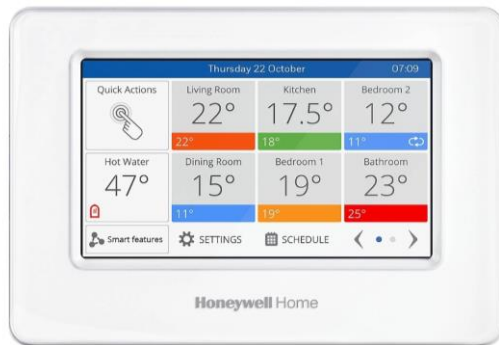 Thursday 22 October 07:09
Quick Actions Living Room Kitchen Bedroom 2
22° 17.5° 12°
22° 18° 11°
Hot Water Dining Room Bedroom 1 Bathroom
47° 15° 19° 23°
11° 19° 25°
Smart features SETTINGS SCHEDULE
Honeywell Home